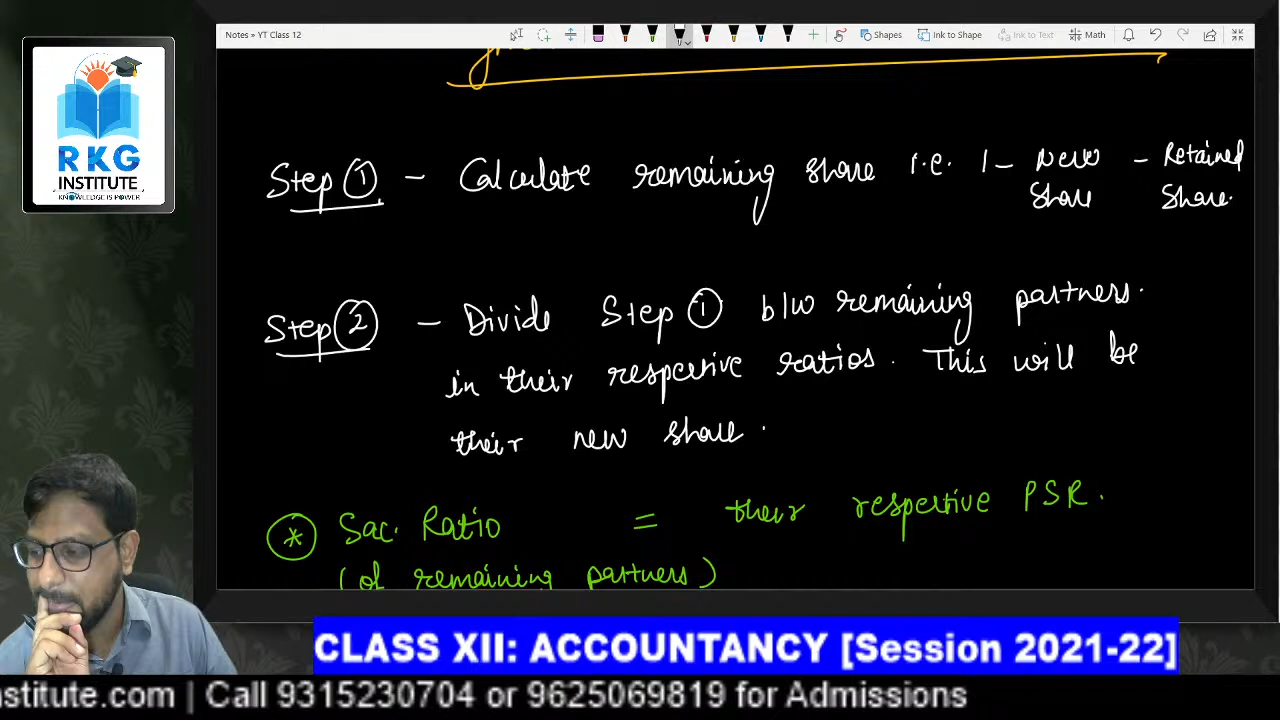 Notes » YT Class 12
Shapes
Ink to Shape
Ink to Text
Math
RKG
INSTITUTE
KNOWLEDGE IS POWER
Step ① - Calculate remaining share i.e. 1 - New Share - Retained Share.
Step ② - Divide Step ① b/w remaining partners.
in their respective ratios. This will be
their new share.
* Sac. Ratio = their respective PSR.
(of remaining partners)
CLASS XII: ACCOUNTANCY [Session 2021-22]
nstitute.com | Call 9315230704 or 9625069819 for Admissions